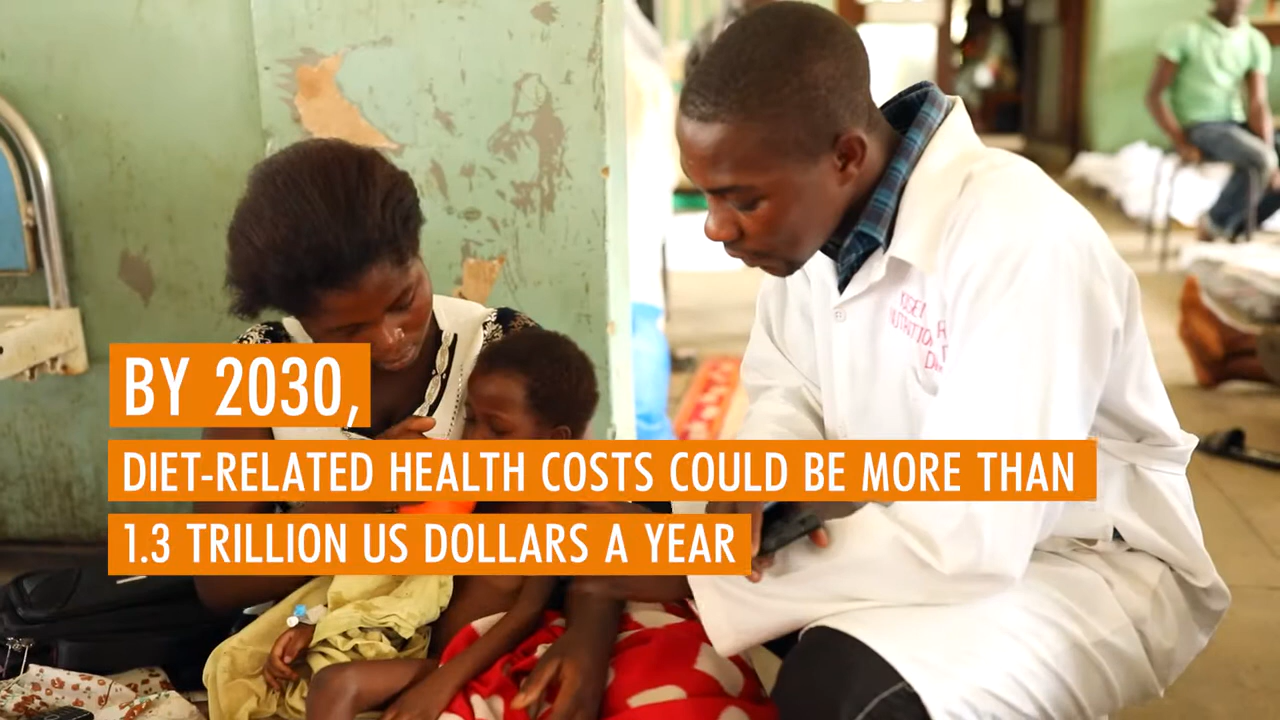 BY 2030,
DIET-RELATED HEALTH COSTS COULD BE MORE THAN
1.3 TRILLION US DOLLARS A YEAR